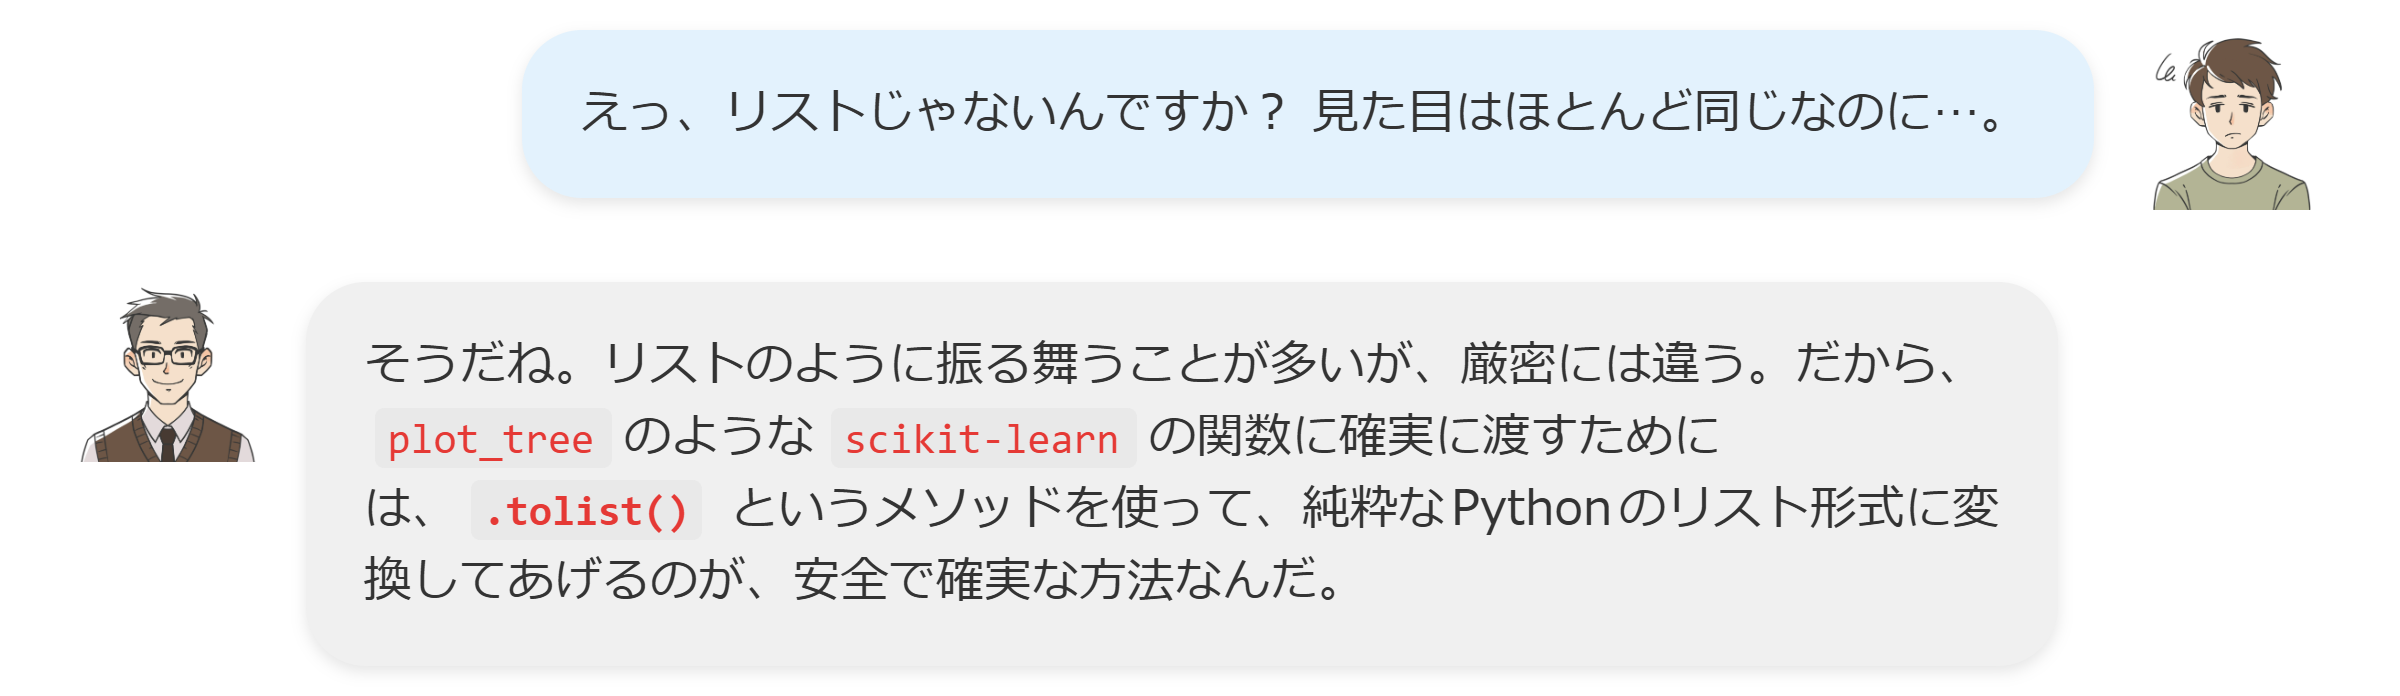 えっ、リストじゃないんですか？ 見た目はほとんど同じなのに…。
そうだね。リストのように振る舞うことが多いが、厳密には違う。だから、
plot_tree のような scikit-learn の関数に確実に渡すために
は、 .tolist() というメソッドを使って、純粋なPythonのリスト形式に変
換してあげるのが、安全で確実な方法なんだ。